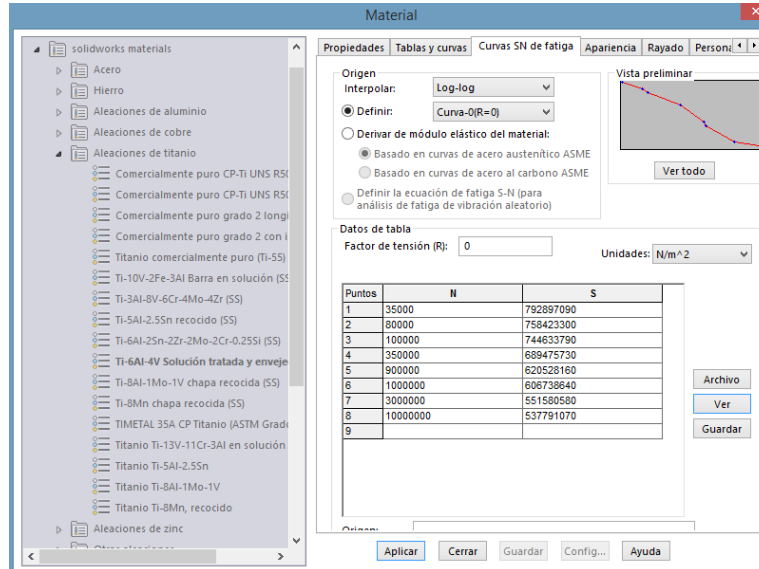 Material
solidworks materials
Acero
Hierro
Aleaciones de aluminio
Aleaciones de cobre
Aleaciones de titanio
Comercialmente puro CP-Ti UNS R50
Comercialmente puro CP-Ti UNS R50
Comercialmente puro grado 2 longi
Comercialmente puro grado 2 con i
Titanio comercialmente puro (Ti-55)
Ti-10V-2Fe-3Al Barra en solución (SS
Ti-3Al-8V-6Cr-4Mo-4Zr (SS)
Ti-5Al-2.5Sn recocido (SS)
Ti-6Al-2Sn-2Zr-2Mo-2Cr-0.25Si (SS)
Ti-6Al-4V Solución tratada y enveje
Ti-8Al-1Mo-1V chapa recocida (SS)
Ti-8Mn chapa recocida (SS)
TIMETAL 35A CP Titanio (ASTM Grad
Titanio Ti-13V-11Cr-3Al en solución
Titanio Ti-5Al-2.5Sn
Titanio Ti-8Al-1Mo-1V
Titanio Ti-8Mn, recocido
Aleaciones de zinc
Otras aleaciones
Propiedades Tablas y curvas Curvas SN de fatiga Apariencia Rayado Persona
Origen
Interpolar: Log-log
Definir: Curva-0(R=0)
Derivar de módulo elástico del material:
Basado en curvas de acero austenítico ASME
Basado en curvas de acero al carbono ASME
Definir la ecuación de fatiga S-N (para
análisis de fatiga de vibración aleatorio)
Vista preliminar
Ver todo
Datos de tabla
Factor de tensión (R): 0
Unidades: N/m^2
Puntos N S
1 35000 792897090
2 80000 758423300
3 100000 744633790
4 350000 689475730
5 900000 620528160
6 1000000 606738640
7 3000000 551580580
8 10000000 537791070
9
Archivo
Ver
Guardar
Origen:
Aplicar Cerrar Guardar Config... Ayuda